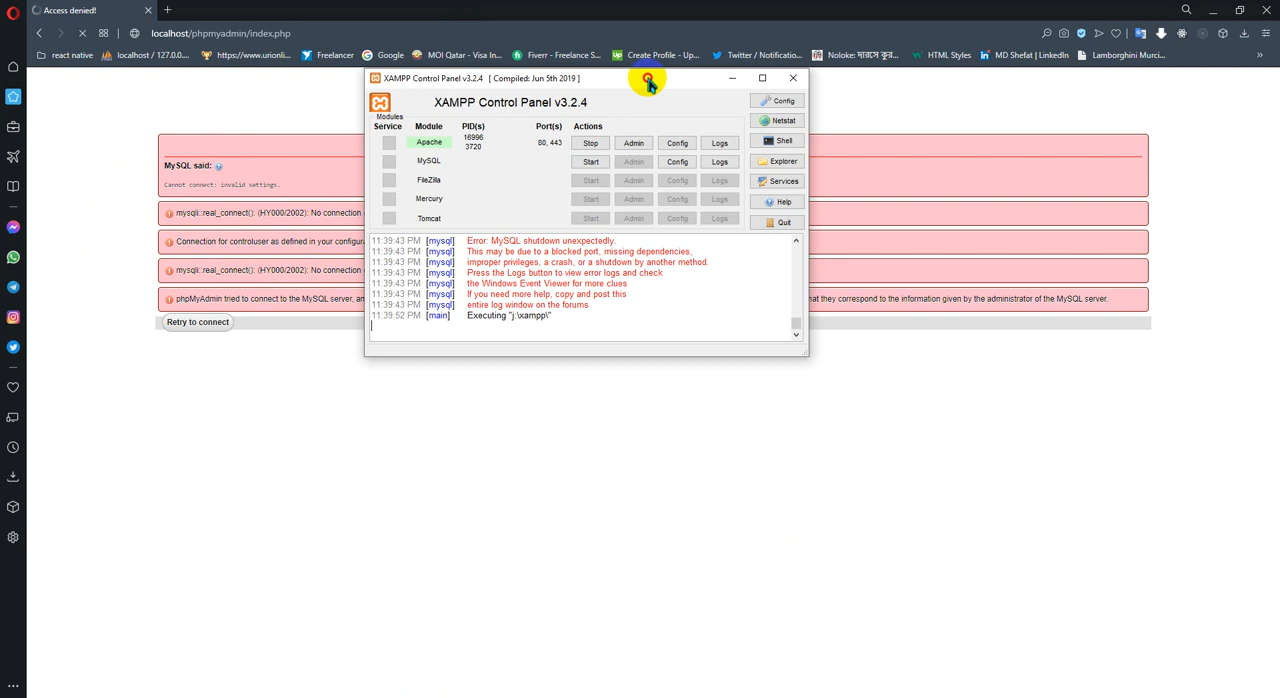 Access denied!
localhost/phpmyadmin/index.php
react native
localhost / 127.0....
https://www.urionli...
Freelancer
Google
MOI Qatar - Visa In...
Fiverr - Freelance S...
Create Profile - Up...
Twitter / Notificatio...
Noloke দারসে কুর...
HTML Styles
MD Shefat | LinkedIn
Lamborghini Murci...
XAMPP Control Panel v3.2.4 [ Compiled: Jun 5th 2019 ]
XAMPP Control Panel v3.2.4
Modules
Service Module PID(s) Port(s) Actions
Apache 16996 3720 80, 443 Stop Admin Config Logs
MySQL Start Admin Config Logs
FileZilla Start Admin Config Logs
Mercury Start Admin Config Logs
Tomcat Start Admin Config Logs
Config
Netstat
Shell
Explorer
Services
Help
Quit
11:39:43 PM [mysql] Error: MySQL shutdown unexpectedly.
11:39:43 PM [mysql] This may be due to a blocked port, missing dependencies,
11:39:43 PM [mysql] improper privileges, a crash, or a shutdown by another method.
11:39:43 PM [mysql] Press the Logs button to view error logs and check
11:39:43 PM [mysql] the Windows Event Viewer for more clues
11:39:43 PM [mysql] If you need more help, copy and post this
11:39:43 PM [mysql] entire log window on the forums
11:39:52 PM [main] Executing "j:\xampp\"
MySQL said:
Cannot connect: invalid settings.
mysqli::real_connect(): (HY000/2002): No connection
Connection for controluser as defined in your configura
mysqli::real_connect(): (HY000/2002): No connection
phpMyAdmin tried to connect to the MySQL server, an
hat they correspond to the information given by the administrator of the MySQL server.
Retry to connect